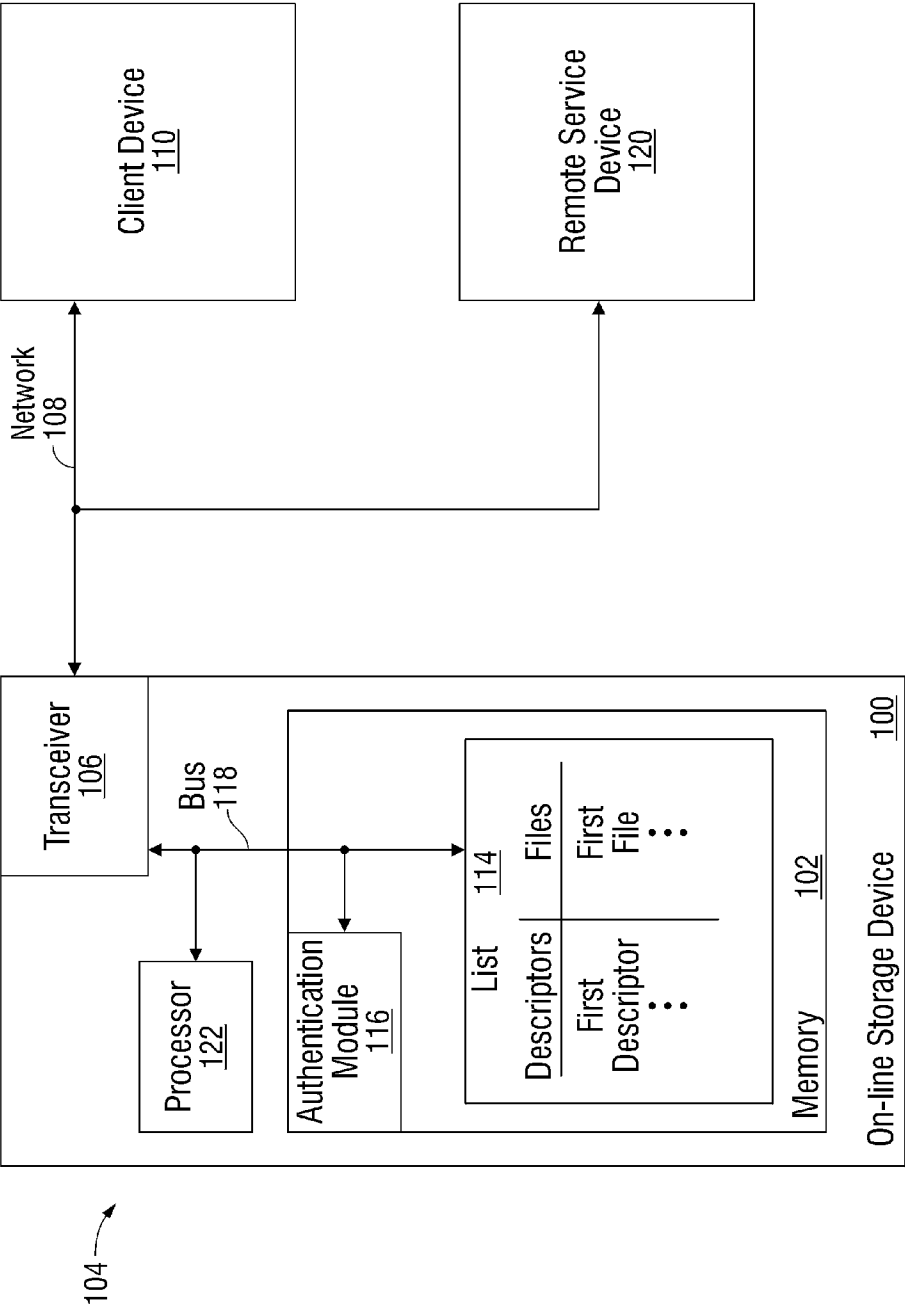 104
Transceiver
106
Network
108
Client Device
110
Processor
122
Bus
118
Authentication
Module
116
List
114
Descriptors
Files
First
Descriptor
First
File
Memory
102
On-line Storage Device
100
Remote Service
Device
120